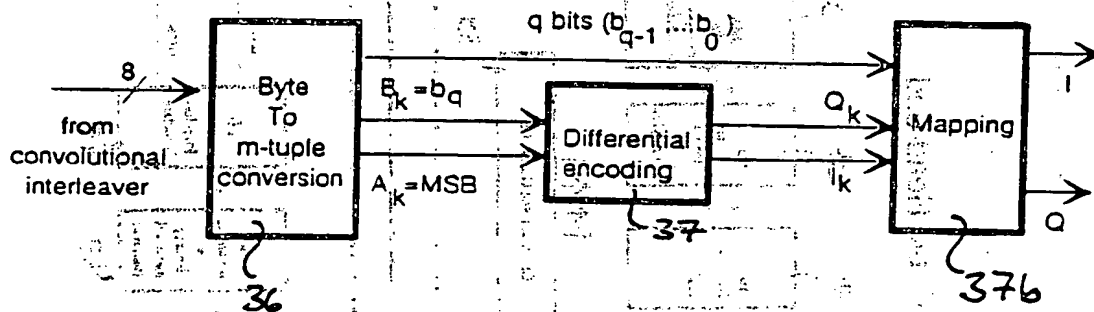 q bits (b_{q-1} ...b_0)
8
from
convolutional
interleaver
Byte
To
m-tuple
conversion
B_k=b_q
A_k=MSB
Differential
encoding
Q_k
I_k
Mapping
I
Q
36
37
37b